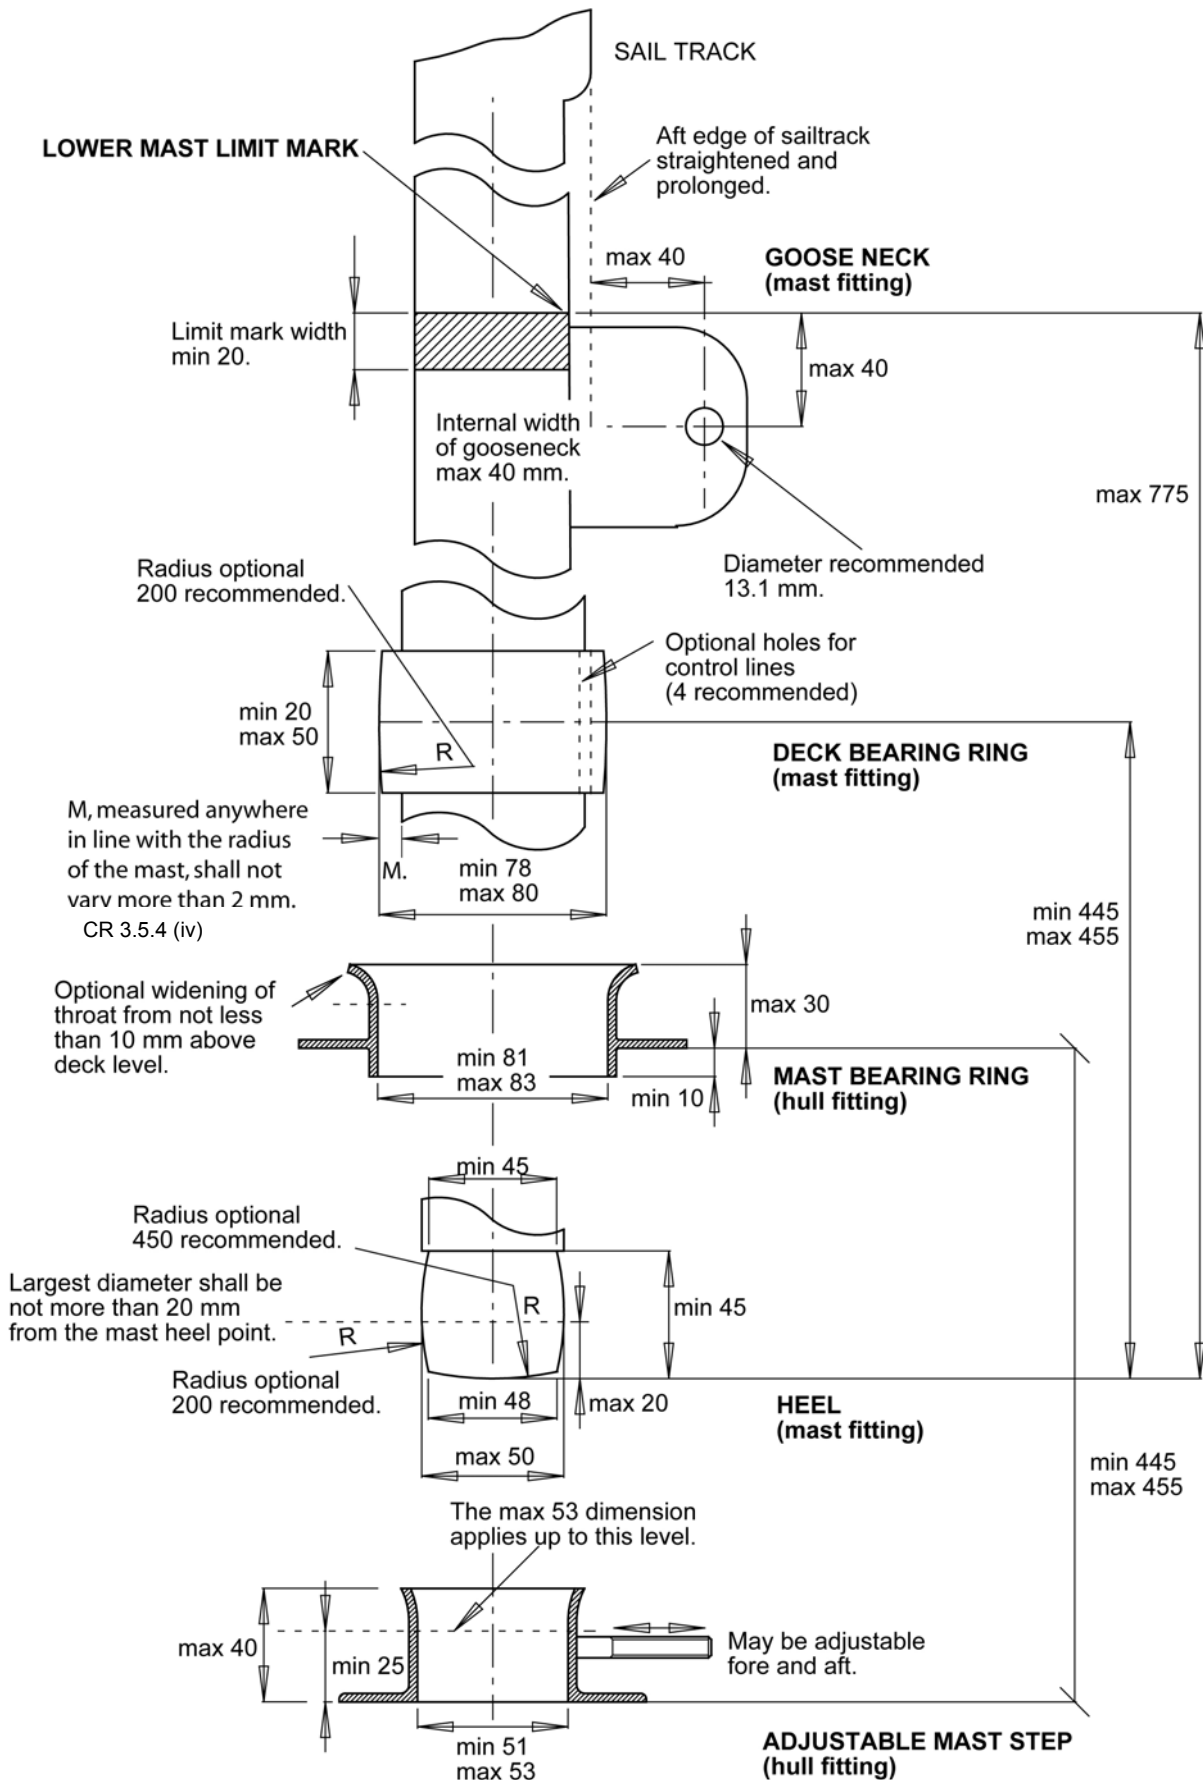 SAIL TRACK
LOWER MAST LIMIT MARK
Aft edge of sailtrack
straightened and
prolonged.
max 40
GOOSE NECK
(mast fitting)
Limit mark width
min 20.
max 40
Internal width
of gooseneck
max 40 mm.
max 775
Radius optional
200 recommended.
Diameter recommended
13.1 mm.
Optional holes for
control lines
(4 recommended)
min 20
max 50
R
DECK BEARING RING
(mast fitting)
M, measured anywhere
in line with the radius
of the mast, shall not
vary more than 2 mm.
CR 3.5.4 (iv)
M.
min 78
max 80
min 445
max 455
Optional widening of
throat from not less
than 10 mm above
deck level.
max 30
min 81
max 83
min 10
MAST BEARING RING
(hull fitting)
min 45
Radius optional
450 recommended.
Largest diameter shall be
not more than 20 mm
from the mast heel point.
R
R
min 45
Radius optional
200 recommended.
min 48
max 20
HEEL
(mast fitting)
max 50
min 445
max 455
The max 53 dimension
applies up to this level.
max 40
min 25
May be adjustable
fore and aft.
min 51
max 53
ADJUSTABLE MAST STEP
(hull fitting)